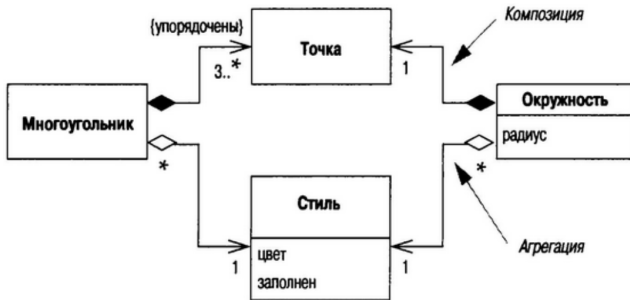 {упорядочены}
Точка
Композиция
3..*
1
Многоугольник
Окружность
радиус
*
*
Стиль
цвет
заполнен
1
1
Агрегация